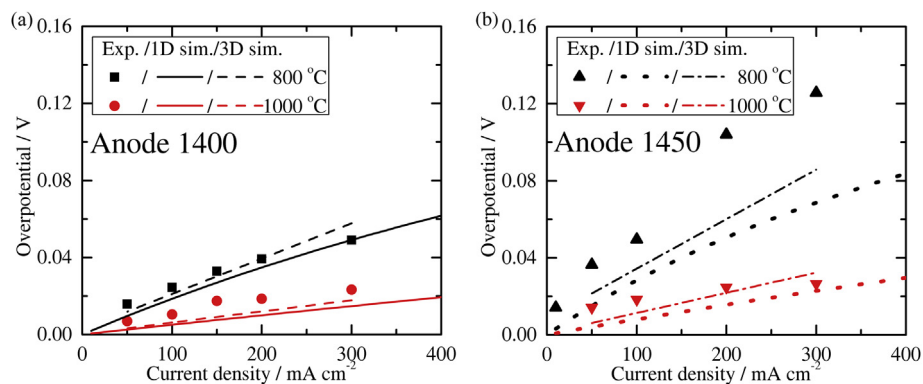 (a)
0.16
0.12
0.08
0.04
0.00
Overpotential / V
Exp. /1D sim./3D sim.
/ / 800 °C
/ / 1000 °C
Anode 1400
0 100 200 300 400
Current density / mA cm-2
(b)
0.16
0.12
0.08
0.04
0.00
Overpotential / V
Exp. /1D sim./3D sim.
/ / 800 °C
/ / 1000 °C
Anode 1450
0 100 200 300 400
Current density / mA cm-2